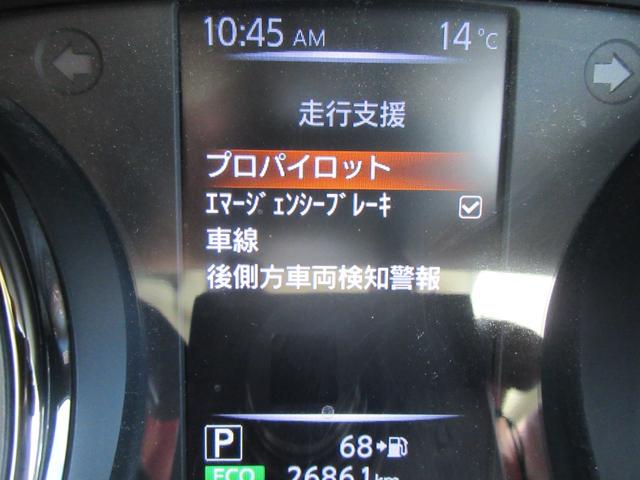 10:45 AM 14°C
走行支援
プロパイロット
ｴﾏｰｼﾞｪﾝｼｰﾌﾞﾚｰｷ
車線
後側方車両検知警報
P 68
ECO 26861km